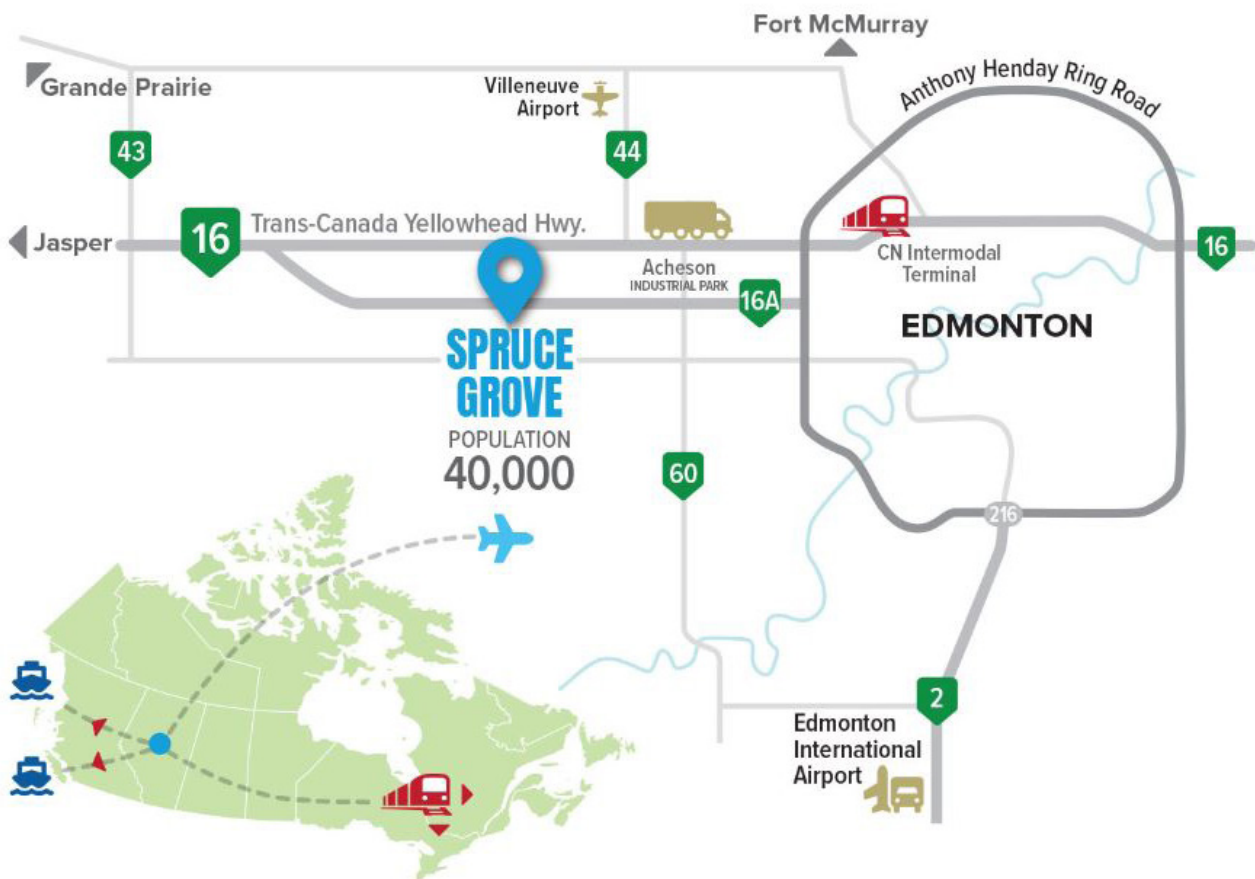 Fort McMurray
Anthony Henday Ring Road
Grande Prairie
Villeneuve
Airport
43
44
16
Trans-Canada Yellowhead Hwy.
Jasper
16
CN Intermodal
Terminal
Acheson
INDUSTRIAL PARK
16A
EDMONTON
SPRUCE
GROVE
POPULATION
40,000
60
216
2
Edmonton
International
Airport